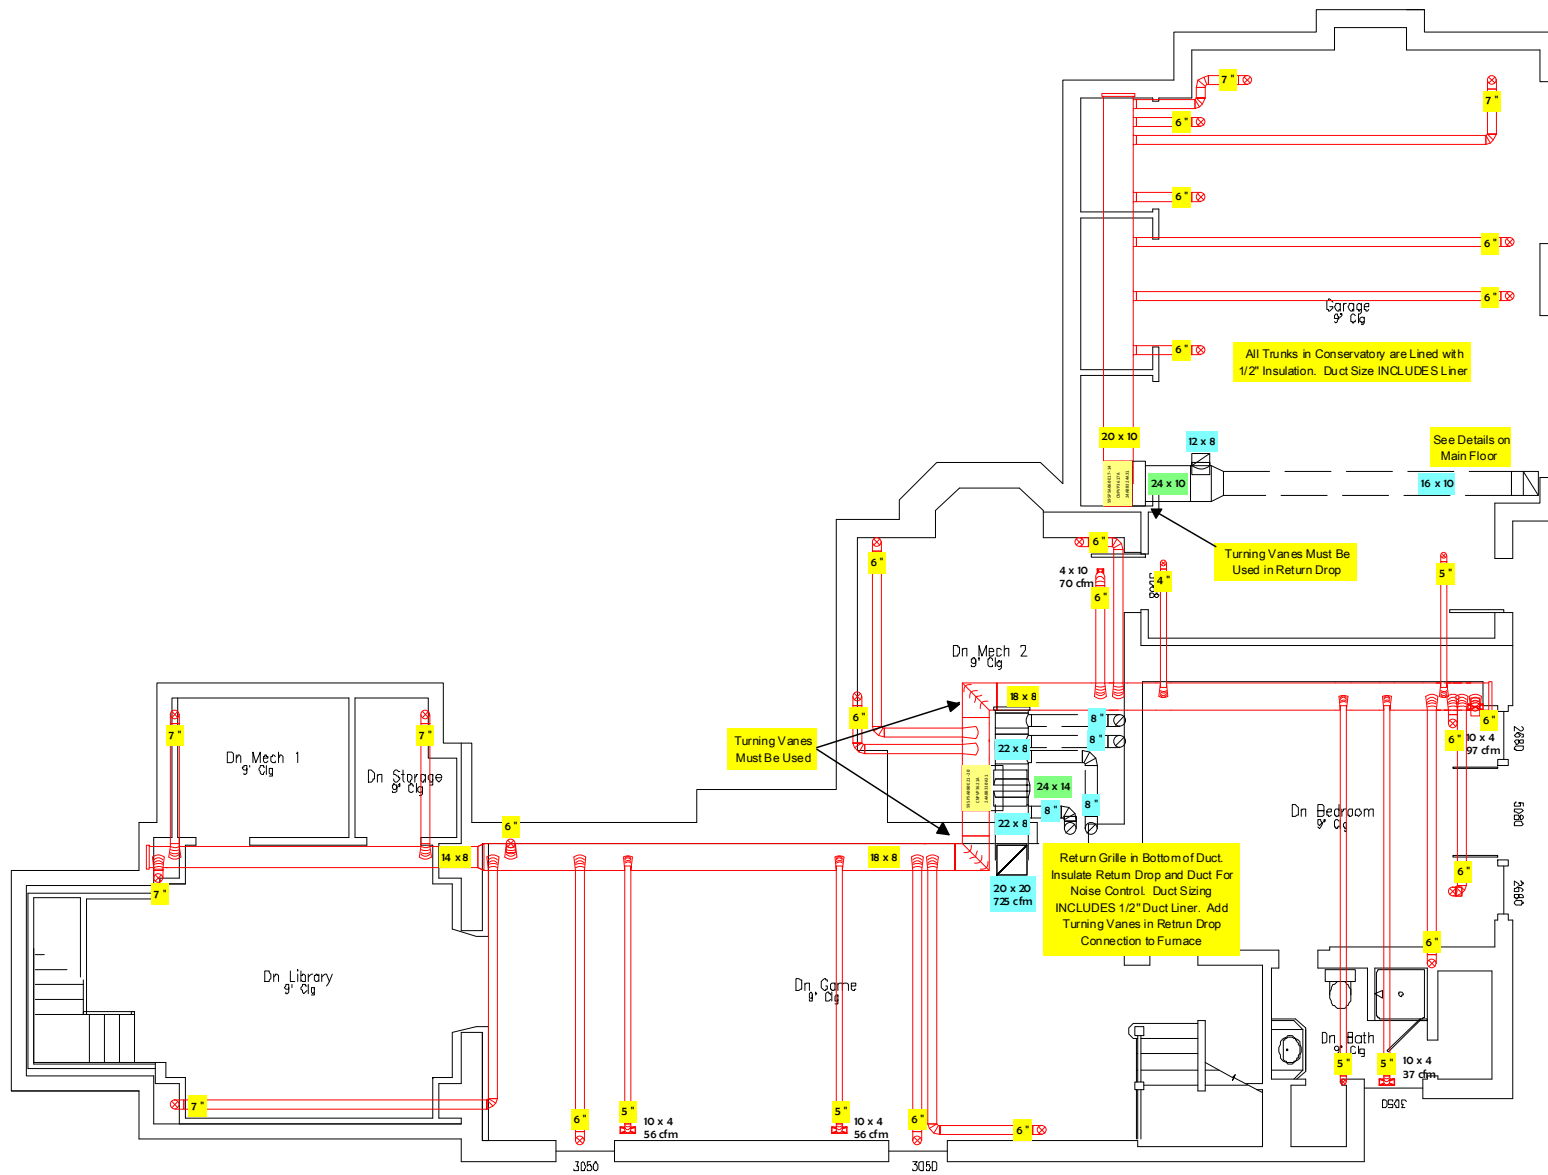 7 "
7 "
6 "
6 "
6 "
6 "
Garage
9' Clg
6 "
All Trunks in Conservatory are Lined with
1/2" Insulation. Duct Size INCLUDES Liner
20 x 10
12 x 8
See Details on
Main Floor
24 x 10
16 x 10
Turning Vanes Must Be
Used in Return Drop
6 "
6 "
4 x 10
70 cfm
6 "
4 "
5 "
Dn Mech 2
9' Clg
18 x 8
6 "
8 "
8 "
6 "
6 "
10 x 4
97 cfm
2680
7 "
7 "
Dn Mech 1
9' Clg
Dn Storage
9' Clg
Turning Vanes
Must Be Used
22 x 8
24 x 14
8 "
8 "
22 x 8
Dn Bedroom
9' Clg
5080
6 "
14 x 8
18 x 8
7 "
20 x 20
725 cfm
Return Grille in Bottom of Duct.
Insulate Return Drop and Duct For
Noise Control. Duct Sizing
INCLUDES 1/2" Duct Liner. Add
Turning Vanes in Retrun Drop
Connection to Furnace
6 "
2680
6 "
Dn Library
9' Clg
Dn Game
9' Clg
Dn Bath
9' Clg
5 "
5 "
10 x 4
37 cfm
7 "
6 "
5 "
10 x 4
56 cfm
5 "
10 x 4
56 cfm
6 "
6 "
3050
3050
3050